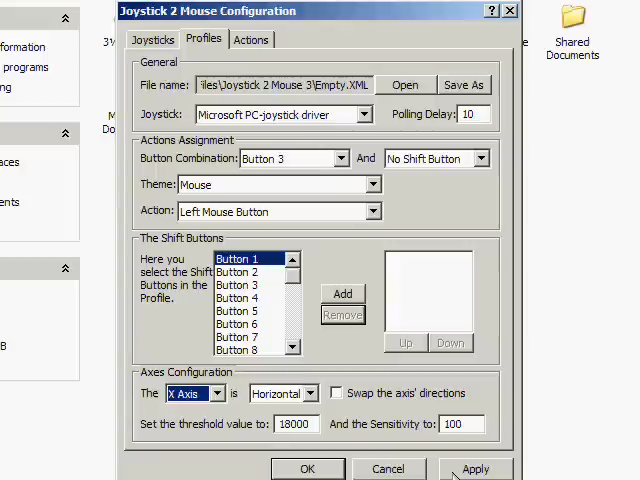 Joystick 2 Mouse Configuration
Joysticks Profiles Actions
General
File name: iles\Joystick 2 Mouse 3\Empty.XML Open Save As
Joystick: Microsoft PC-joystick driver Polling Delay: 10
Actions Assignment
Button Combination: Button 3 And No Shift Button
Theme: Mouse
Action: Left Mouse Button
The Shift Buttons
Here you
select the Shift
Buttons in the
Profile.
Button 1
Button 2
Button 3
Button 4
Button 5
Button 6
Button 7
Button 8
Add
Remove
Up Down
Axes Configuration
The X Axis is Horizontal Swap the axis' directions
Set the threshold value to: 18000 And the Sensitivity to: 100
OK Cancel Apply
formation
programs
ng
aces
ents
B
Shared
Documents